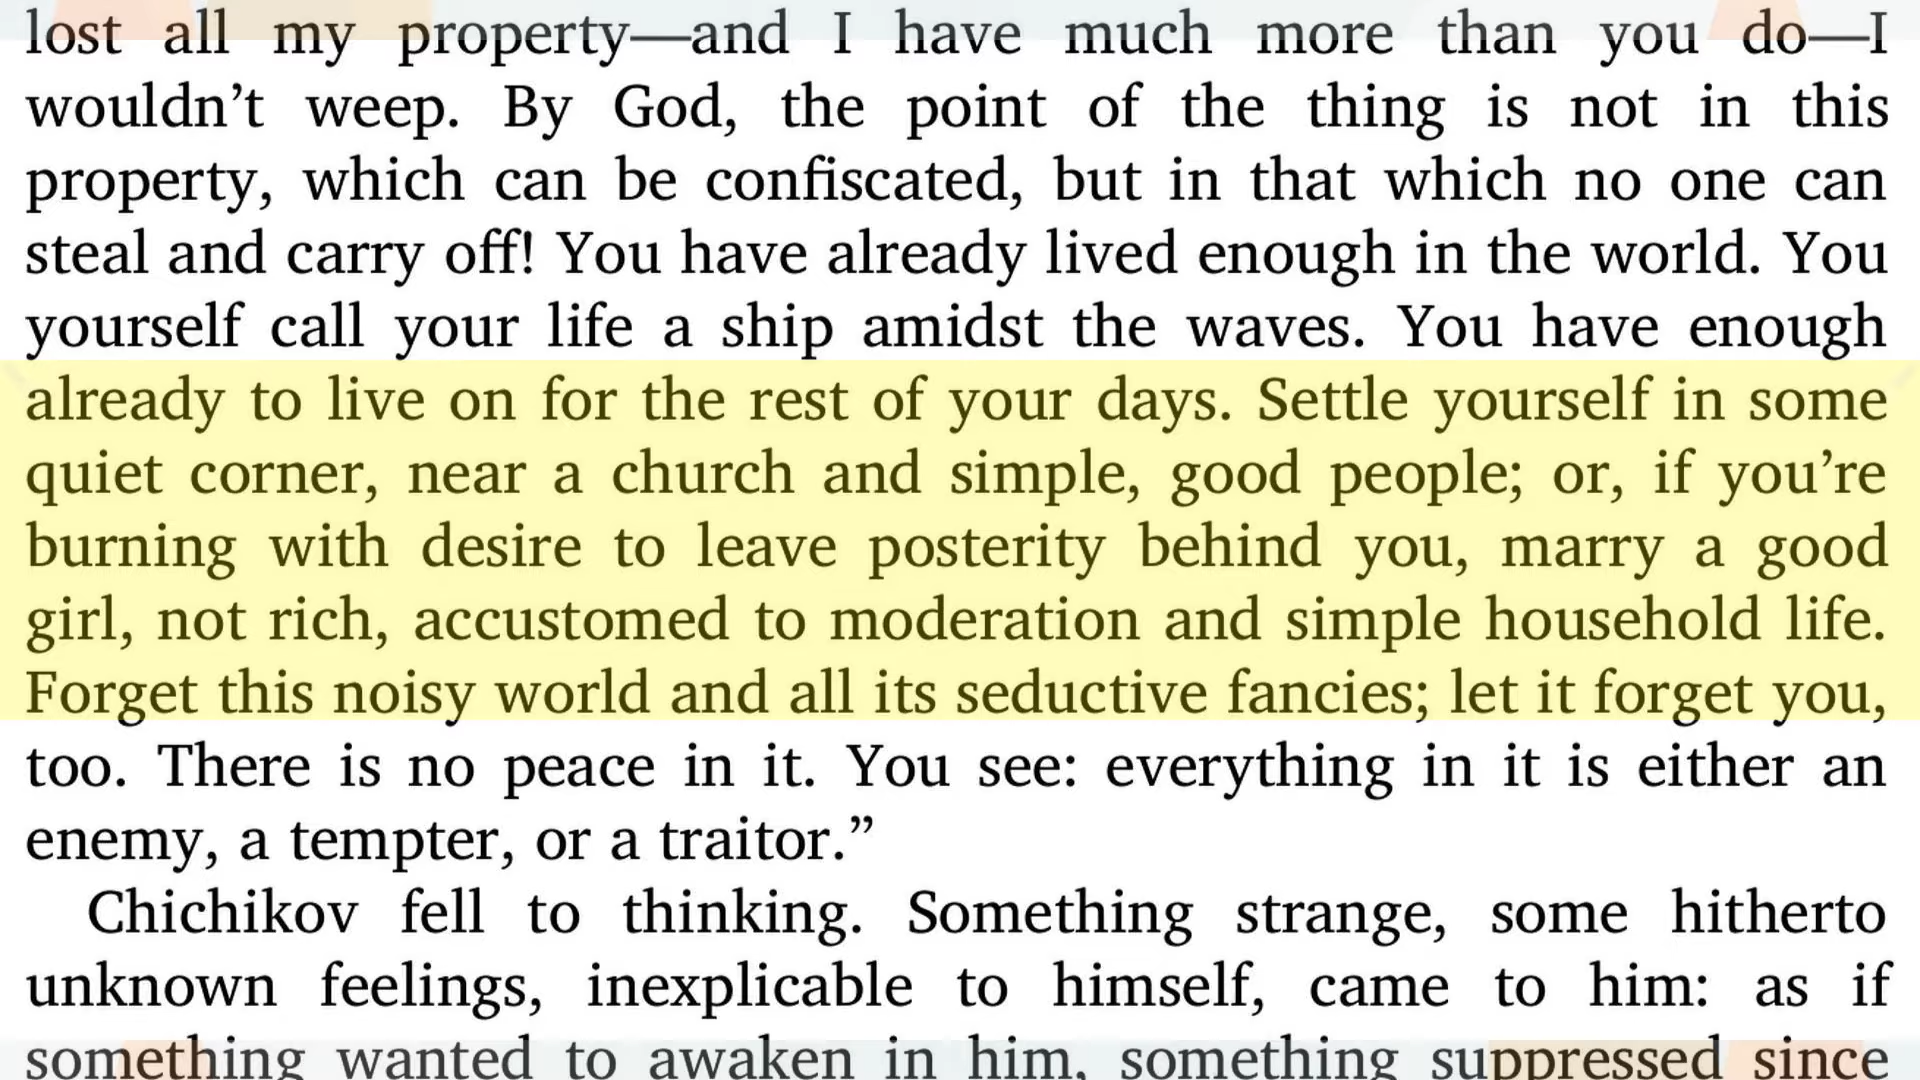 lost all my property—and I have much more than you do—I
wouldn’t weep. By God, the point of the thing is not in this
property, which can be confiscated, but in that which no one can
steal and carry off! You have already lived enough in the world. You
yourself call your life a ship amidst the waves. You have enough
already to live on for the rest of your days. Settle yourself in some
quiet corner, near a church and simple, good people; or, if you’re
burning with desire to leave posterity behind you, marry a good
girl, not rich, accustomed to moderation and simple household life.
Forget this noisy world and all its seductive fancies; let it forget you,
too. There is no peace in it. You see: everything in it is either an
enemy, a tempter, or a traitor.”
Chichikov fell to thinking. Something strange, some hitherto
unknown feelings, inexplicable to himself, came to him: as if
something wanted to awaken in him, something suppressed since